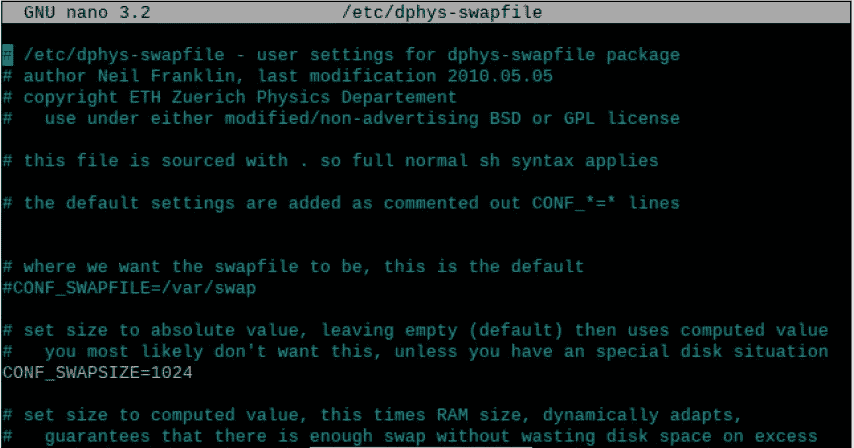 GNU nano 3.2 /etc/dphys-swapfile
# /etc/dphys-swapfile - user settings for dphys-swapfile package
# author Neil Franklin, last modification 2010.05.05
# copyright ETH Zuerich Physics Departement
#   use under either modified/non-advertising BSD or GPL license
# this file is sourced with . so full normal sh syntax applies
# the default settings are added as commented out CONF_*=* lines
# where we want the swapfile to be, this is the default
#CONF_SWAPFILE=/var/swap
# set size to absolute value, leaving empty (default) then uses computed value
#   you most likely don't want this, unless you have an special disk situation
CONF_SWAPSIZE=1024
# set size to computed value, this times RAM size, dynamically adapts,
#   guarantees that there is enough swap without wasting disk space on excess